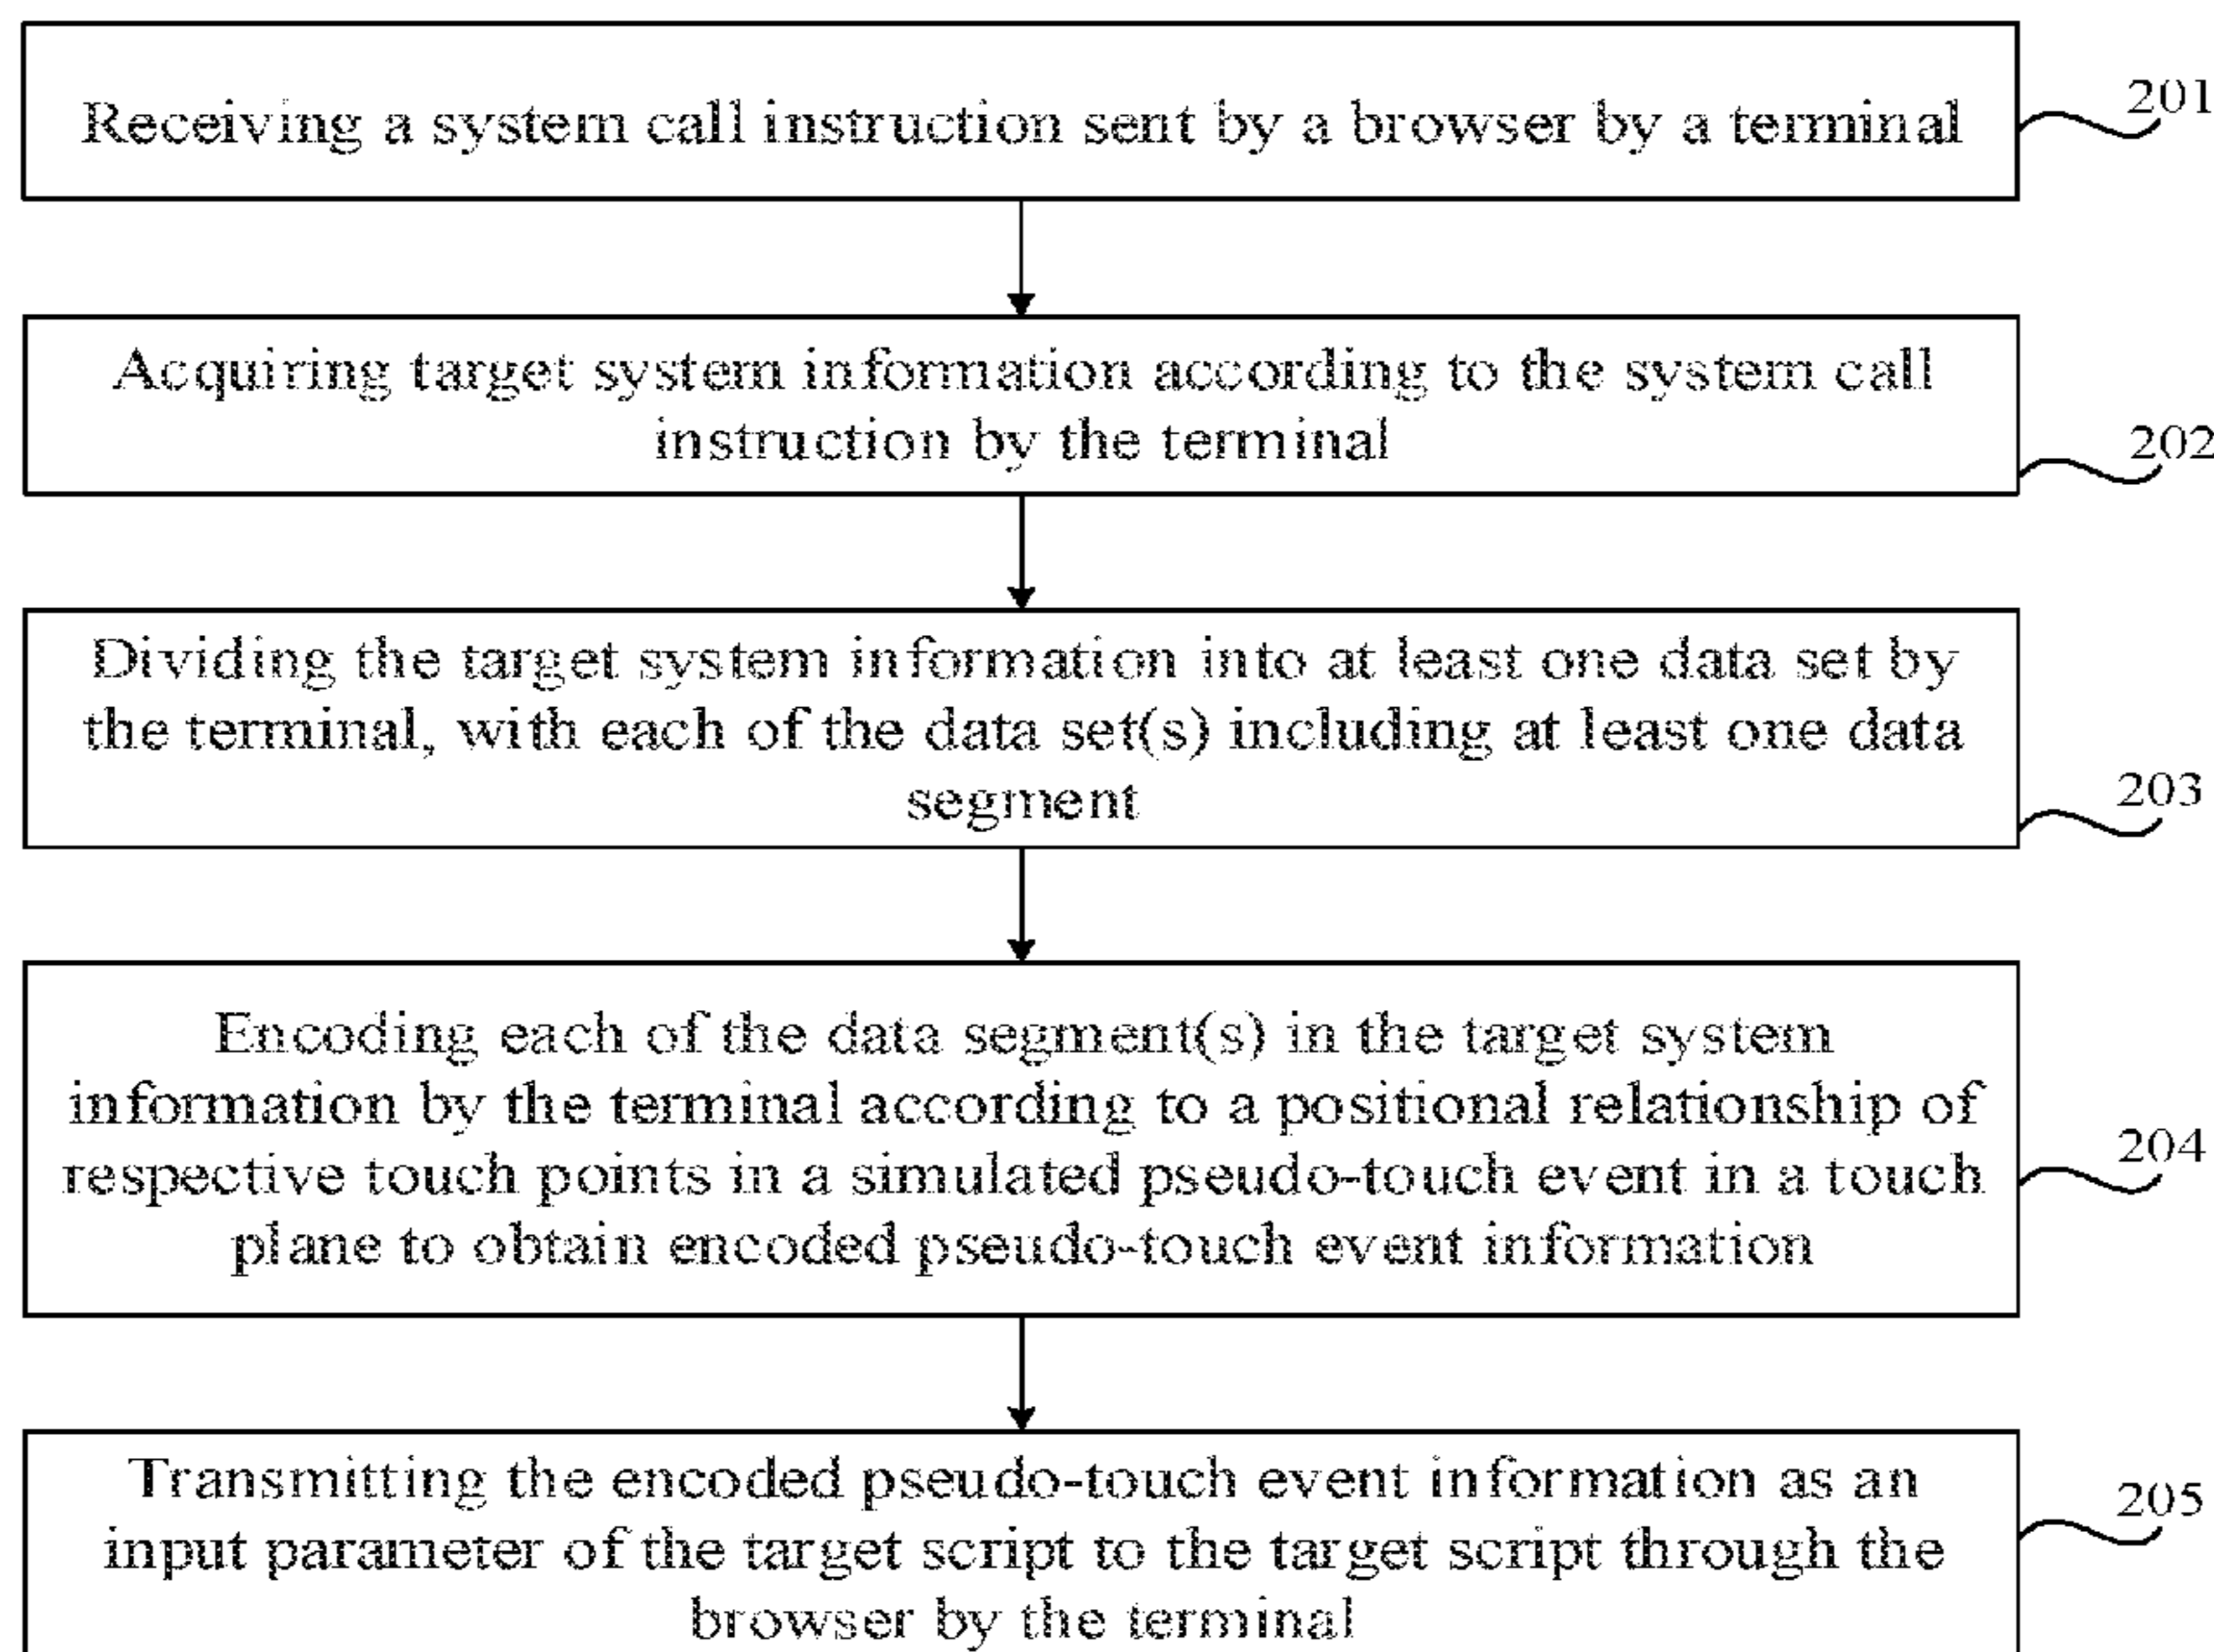 Receiving a system call instruction sent by a browser by a terminal
201
Acquiring target system information according to the system call
instruction by the terminal
202
Dividing the target system information into at least one data set by
the terminal, with each of the data set(s) including at least one data
segment
203
Encoding each of the data segment(s) in the target system
information by the terminal according to a positional relationship of
respective touch points in a simulated pseudo-touch event in a touch
plane to obtain encoded pseudo-touch event information
204
Transmitting the encoded pseudo-touch event information as an
input parameter of the target script to the target script through the
browser by the terminal
205